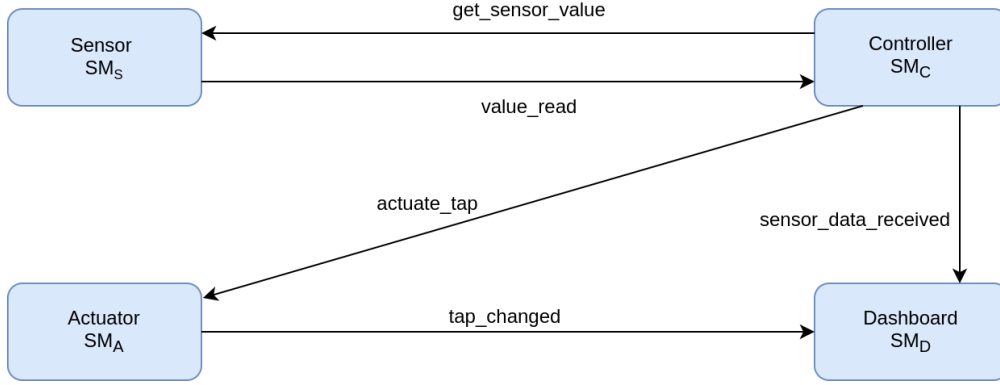 get_sensor_value
Sensor
SM_S
Controller
SM_C
value_read
actuate_tap
sensor_data_received
Actuator
SM_A
tap_changed
Dashboard
SM_D